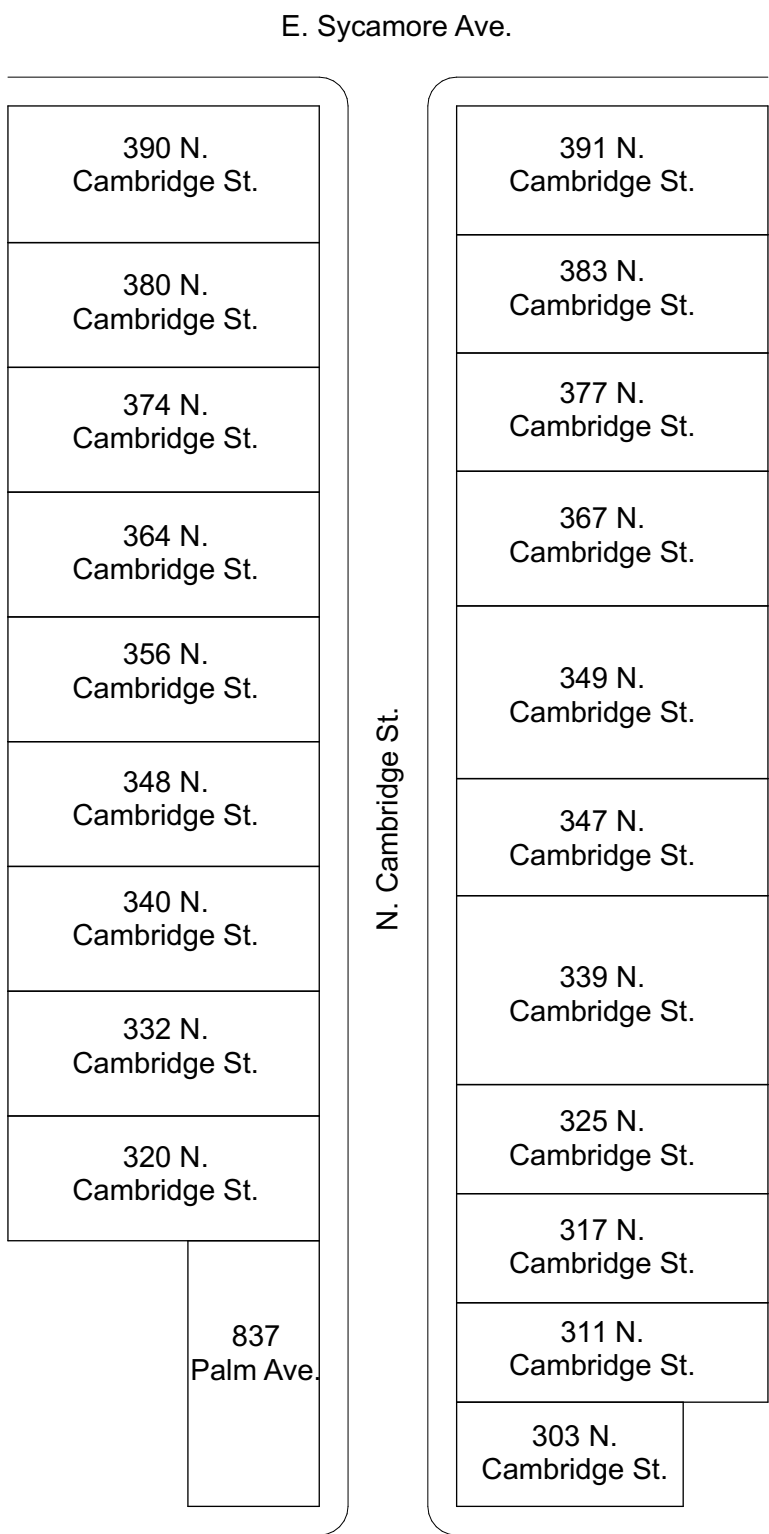 E. Sycamore Ave.
390 N.
Cambridge St.
380 N.
Cambridge St.
374 N.
Cambridge St.
364 N.
Cambridge St.
356 N.
Cambridge St.
348 N.
Cambridge St.
340 N.
Cambridge St.
332 N.
Cambridge St.
320 N.
Cambridge St.
837
Palm Ave.
N. Cambridge St.
391 N.
Cambridge St.
383 N.
Cambridge St.
377 N.
Cambridge St.
367 N.
Cambridge St.
349 N.
Cambridge St.
347 N.
Cambridge St.
339 N.
Cambridge St.
325 N.
Cambridge St.
317 N.
Cambridge St.
311 N.
Cambridge St.
303 N.
Cambridge St.